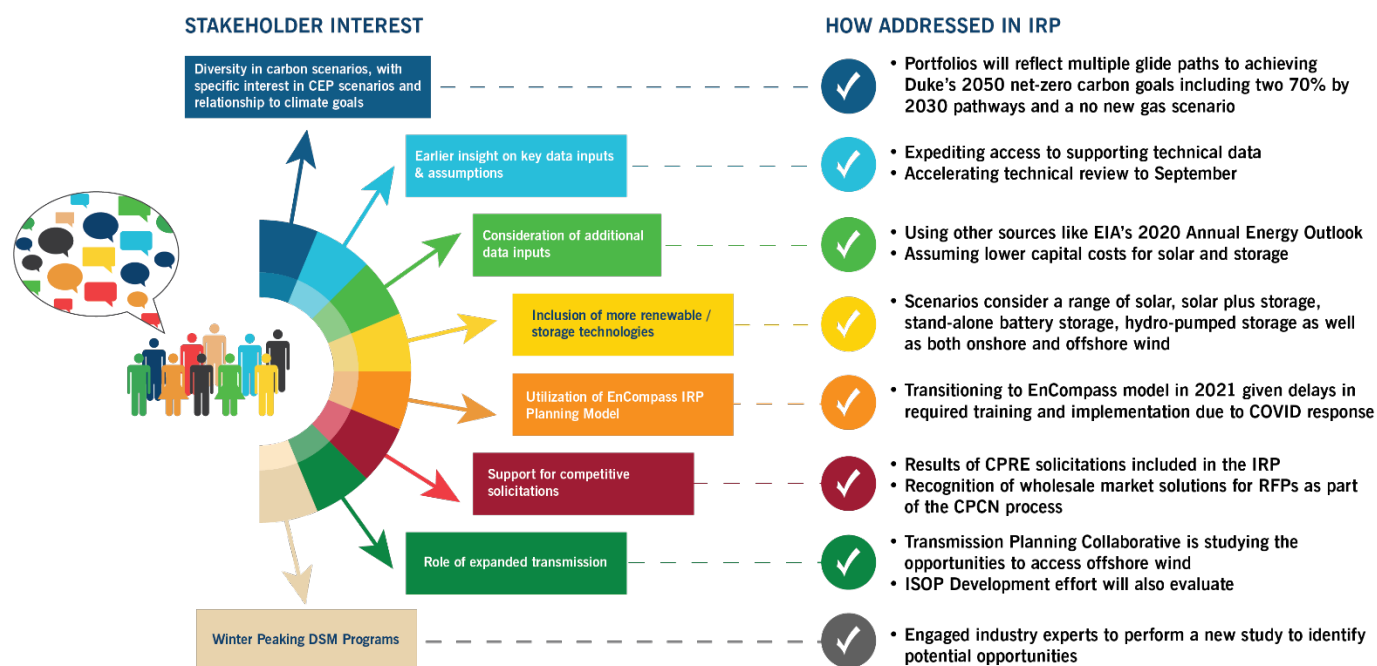 STAKEHOLDER INTEREST
HOW ADDRESSED IN IRP
Diversity in carbon scenarios, with
specific interest in CEP scenarios and
relationship to climate goals
• Portfolios will reflect multiple glide paths to achieving
Duke's 2050 net-zero carbon goals including two 70% by
2030 pathways and a no new gas scenario
Earlier insight on key data inputs
& assumptions
• Expediting access to supporting technical data
• Accelerating technical review to September
Consideration of additional
data inputs
• Using other sources like EIA's 2020 Annual Energy Outlook
• Assuming lower capital costs for solar and storage
Inclusion of more renewable /
storage technologies
• Scenarios consider a range of solar, solar plus storage,
stand-alone battery storage, hydro-pumped storage as well
as both onshore and offshore wind
Utilization of EnCompass IRP
Planning Model
• Transitioning to EnCompass model in 2021 given delays in
required training and implementation due to COVID response
Support for competitive
solicitations
• Results of CPRE solicitations included in the IRP
• Recognition of wholesale market solutions for RFPs as part
of the CPCN process
Role of expanded transmission
• Transmission Planning Collaborative is studying the
opportunities to access offshore wind
• ISOP Development effort will also evaluate
Winter Peaking DSM Programs
• Engaged industry experts to perform a new study to identify
potential opportunities